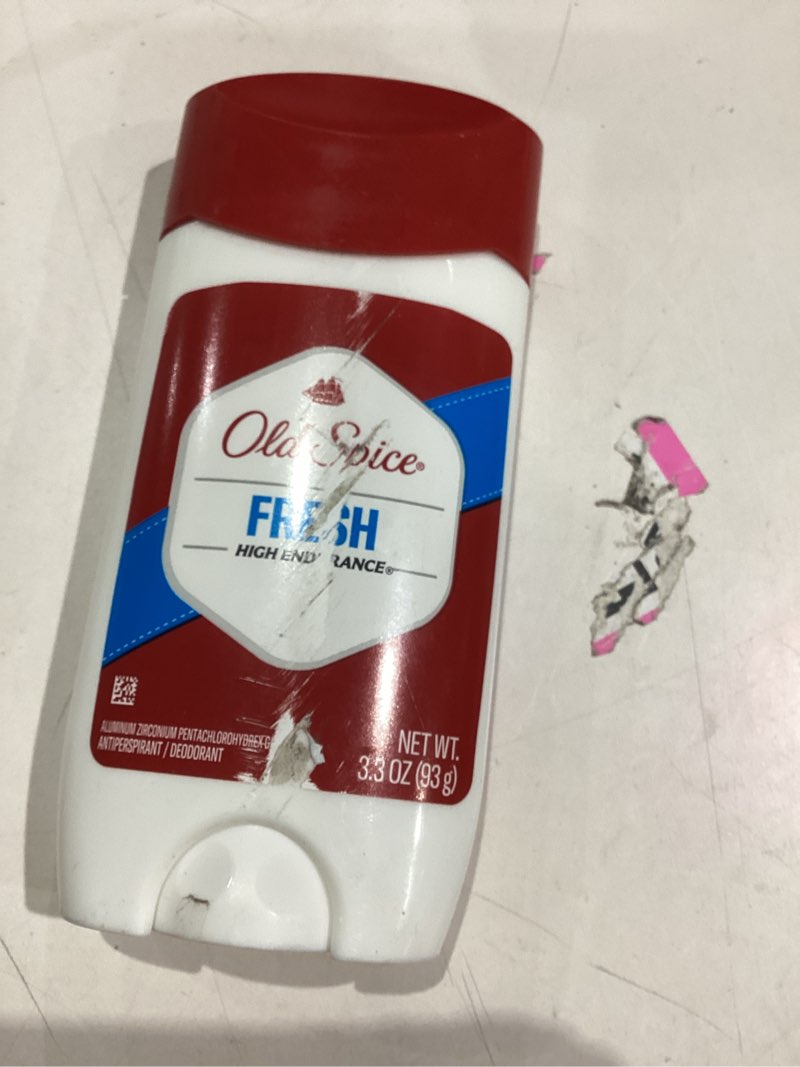 Old Spice®
FRESH
HIGH ENDURANCE®
ALUMINUM ZIRCONIUM PENTACHLOROHYDREX G
ANTIPERSPIRANT / DEODORANT
NET WT.
3.3 OZ (93 g)